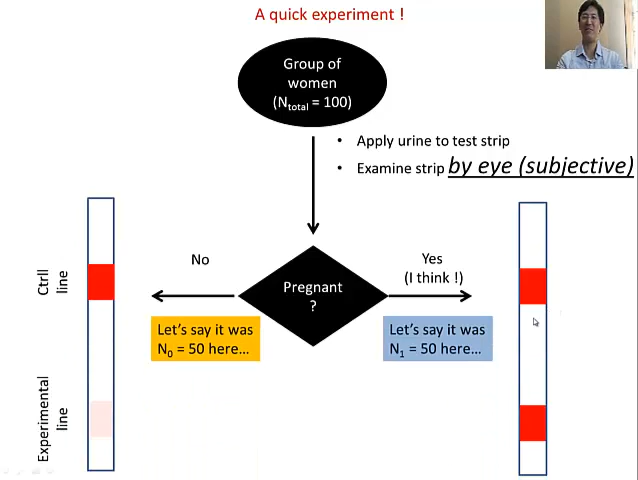 A quick experiment !
Group of
women
(Ntotal = 100)
• Apply urine to test strip
• Examine strip by eye (subjective)
No
Yes
(I think !)
Pregnant
?
Let's say it was
N0 = 50 here...
Let's say it was
N1 = 50 here...
Ctrll
line
Experimental
line